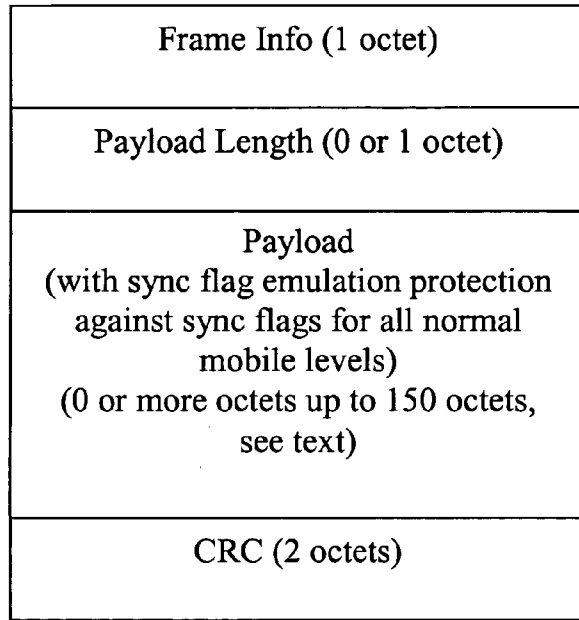 Frame Info (1 octet)
Payload Length (0 or 1 octet)
Payload
(with sync flag emulation protection
against sync flags for all normal
mobile levels)
(0 or more octets up to 150 octets,
see text)
CRC (2 octets)